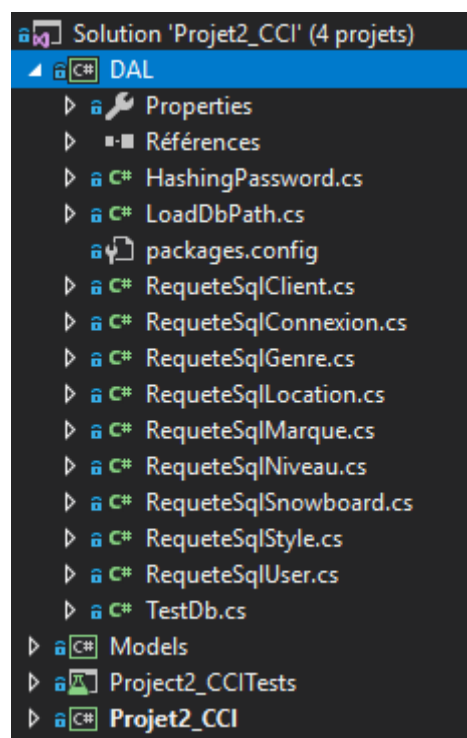 Solution 'Projet2_CCI' (4 projets)
C# DAL
Properties
Références
C# HashingPassword.cs
C# LoadDbPath.cs
packages.config
C# RequeteSqlClient.cs
C# RequeteSqlConnexion.cs
C# RequeteSqlGenre.cs
C# RequeteSqlLocation.cs
C# RequeteSqlMarque.cs
C# RequeteSqlNiveau.cs
C# RequeteSqlSnowboard.cs
C# RequeteSqlStyle.cs
C# RequeteSqlUser.cs
C# TestDb.cs
C# Models
Project2_CCITests
C# Projet2_CCI